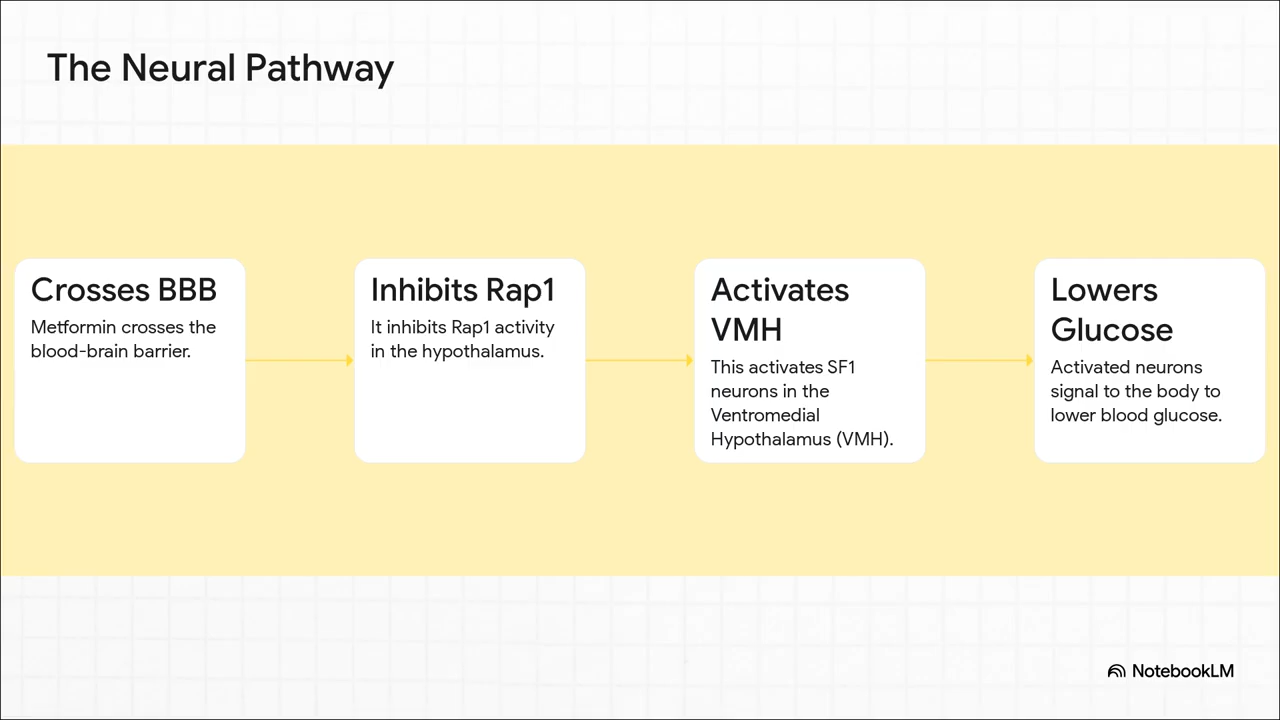 The Neural Pathway
Crosses BBB
Metformin crosses the
blood-brain barrier.
Inhibits Rap1
It inhibits Rap1 activity
in the hypothalamus.
Activates
VMH
This activates SF1
neurons in the
Ventromedial
Hypothalamus (VMH).
Lowers
Glucose
Activated neurons
signal to the body to
lower blood glucose.
NotebookLM